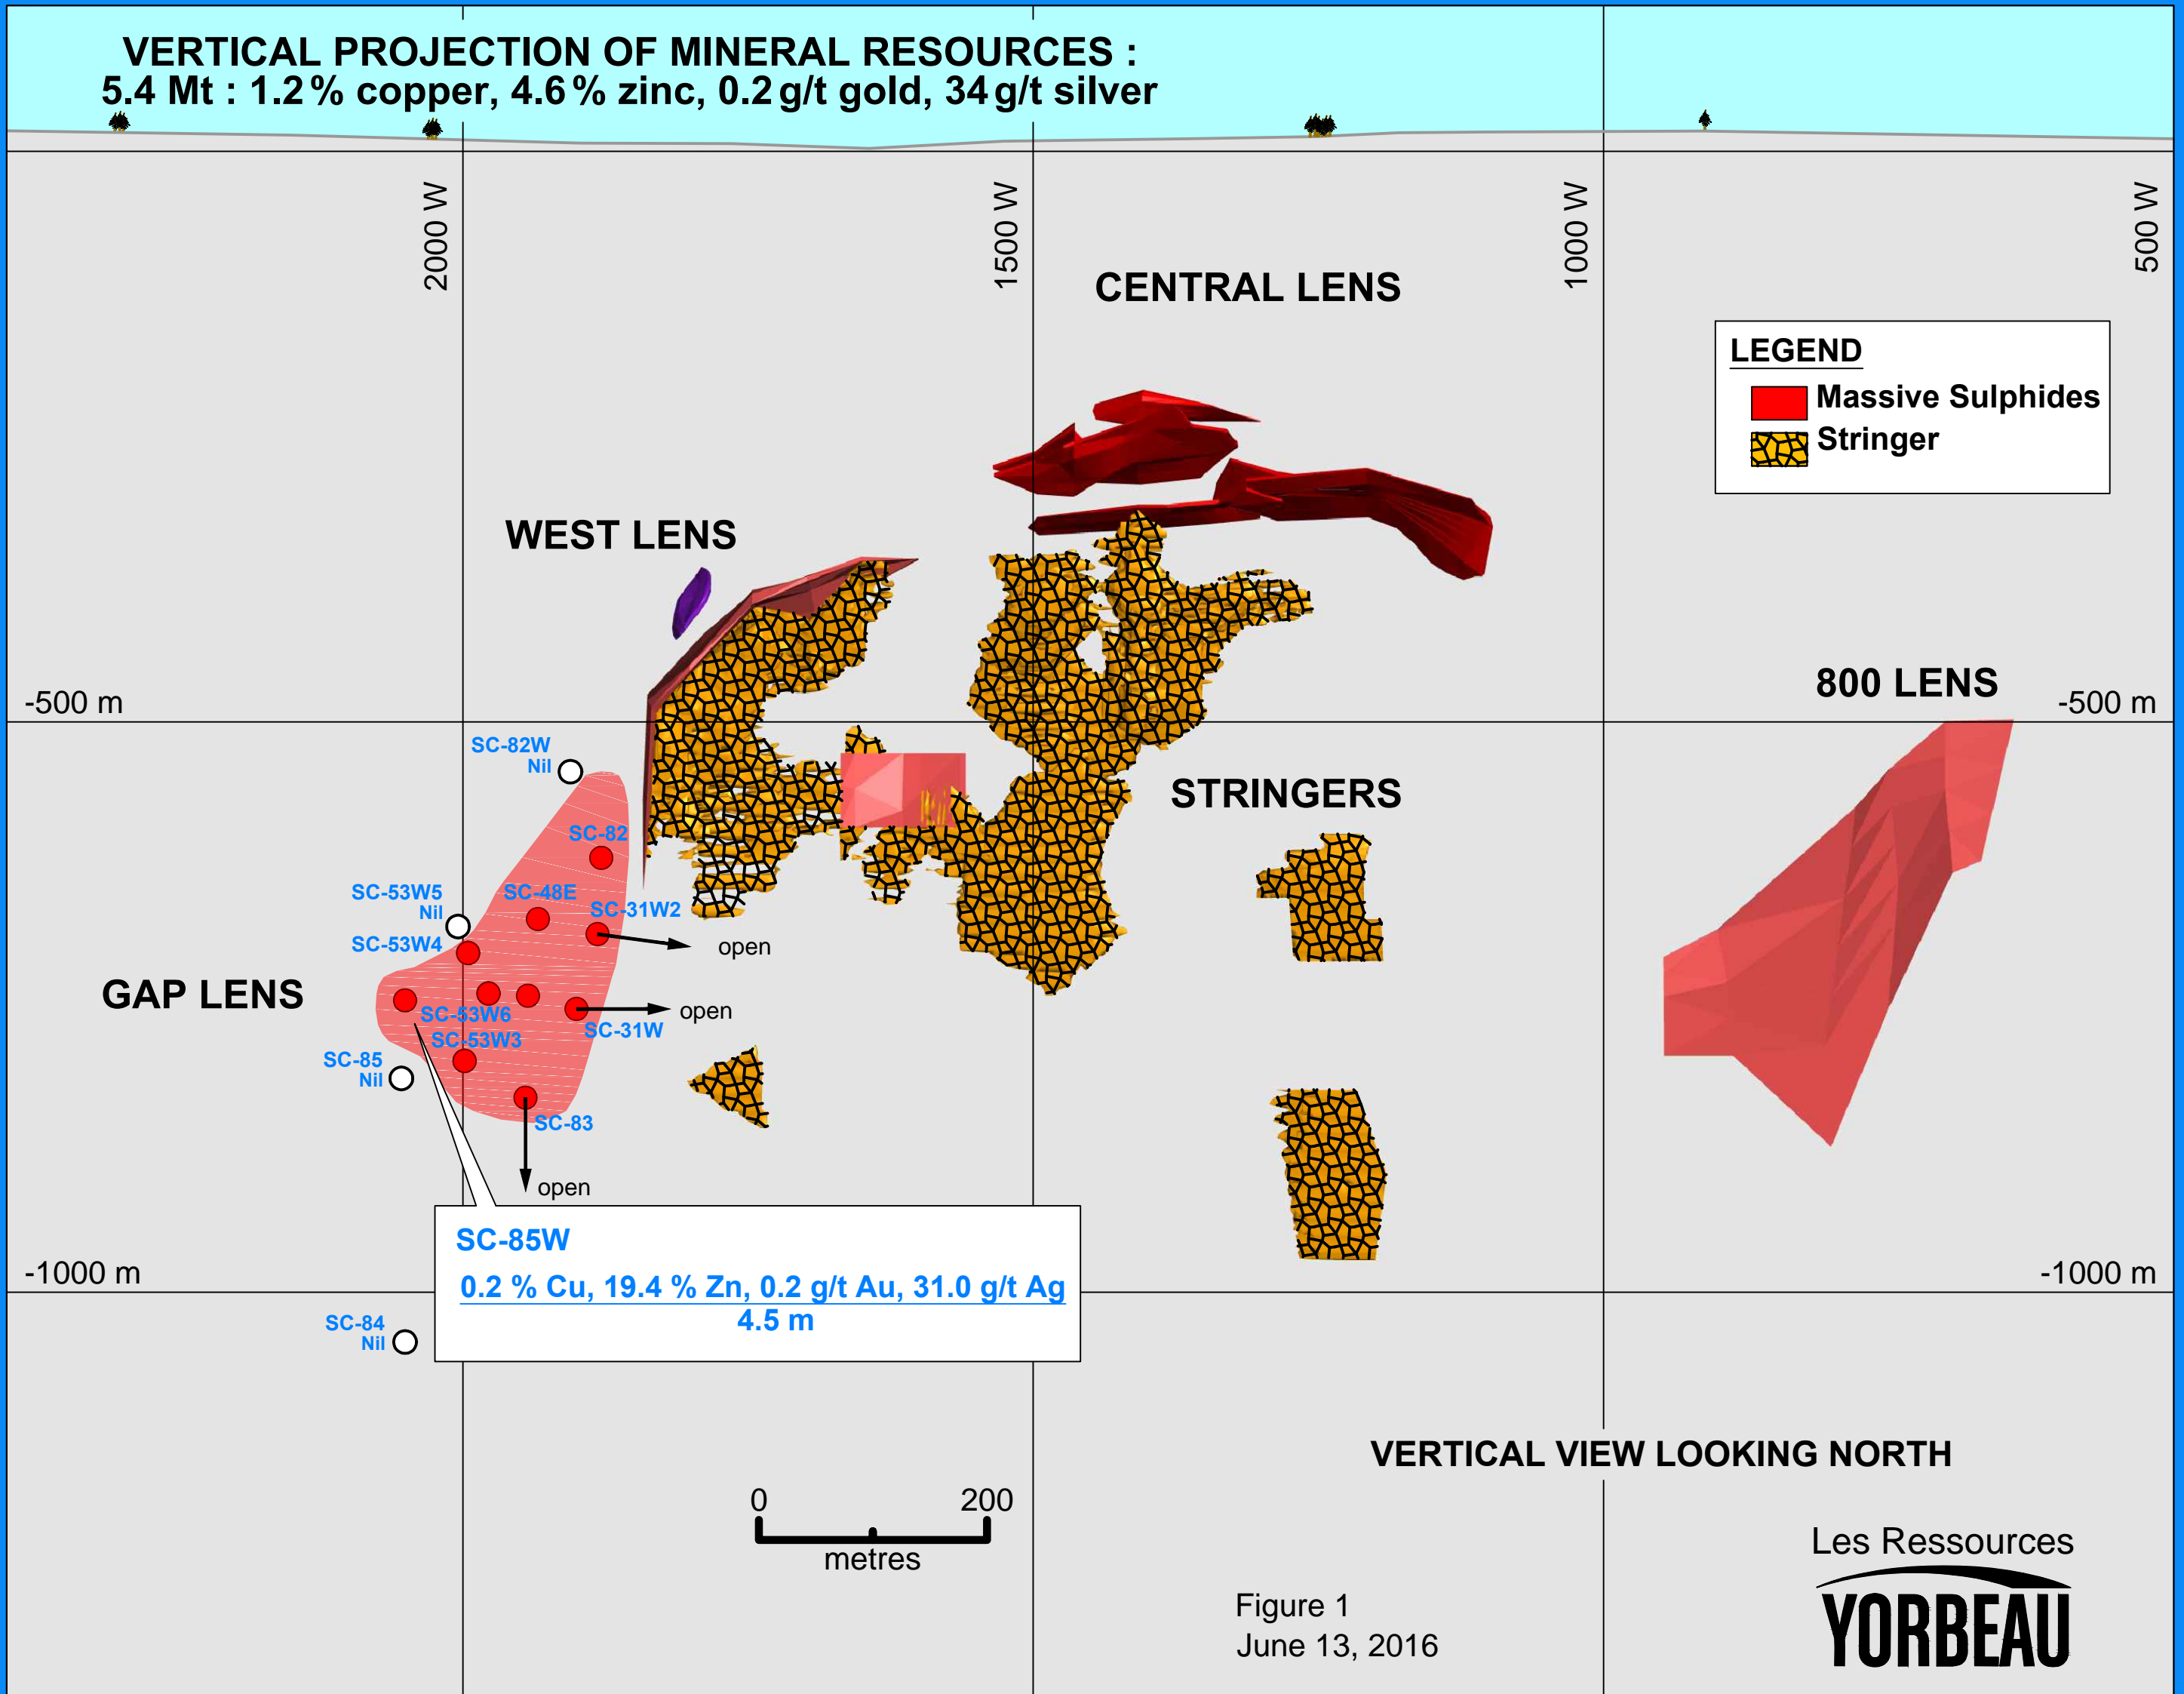 VERTICAL PROJECTION OF MINERAL RESOURCES :
5.4 Mt : 1.2 % copper, 4.6 % zinc, 0.2 g/t gold, 34 g/t silver
2000 W
1500 W
1000 W
500 W
CENTRAL LENS
LEGEND
Massive Sulphides
Stringer
WEST LENS
800 LENS
-500 m
-500 m
SC-82W
Nil
STRINGERS
SC-82
SC-53W5
Nil
SC-48E
SC-31W2
SC-53W4
open
GAP LENS
SC-53W6
open
SC-31W
SC-53W3
SC-85
Nil
SC-83
open
SC-85W
0.2 % Cu, 19.4 % Zn, 0.2 g/t Au, 31.0 g/t Ag
4.5 m
-1000 m
-1000 m
SC-84
Nil
VERTICAL VIEW LOOKING NORTH
0 200
metres
Les Ressources
YORBEAU
Figure 1
June 13, 2016